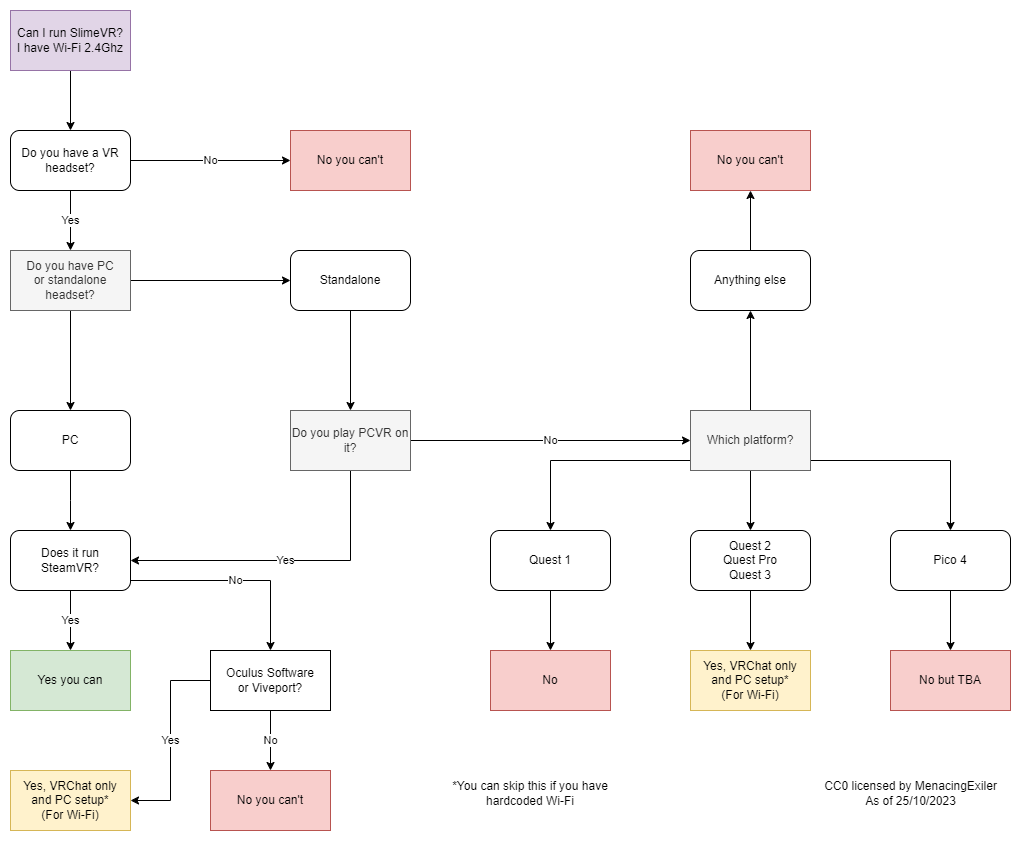 Can I run SlimeVR?
I have Wi-Fi 2.4Ghz
Do you have a VR
headset?
No
No you can't
No you can't
Yes
Do you have PC
or standalone
headset?
Standalone
Anything else
PC
Do you play PCVR on
it?
No
Which platform?
Does it run
SteamVR?
Yes
No
Quest 1
Quest 2
Quest Pro
Quest 3
Pico 4
Yes
Yes you can
Oculus Software
or Viveport?
No
Yes, VRChat only
and PC setup*
(For Wi-Fi)
No but TBA
Yes
No
Yes, VRChat only
and PC setup*
(For Wi-Fi)
No you can't
*You can skip this if you have
hardcoded Wi-Fi
CC0 licensed by MenacingExiler
As of 25/10/2023